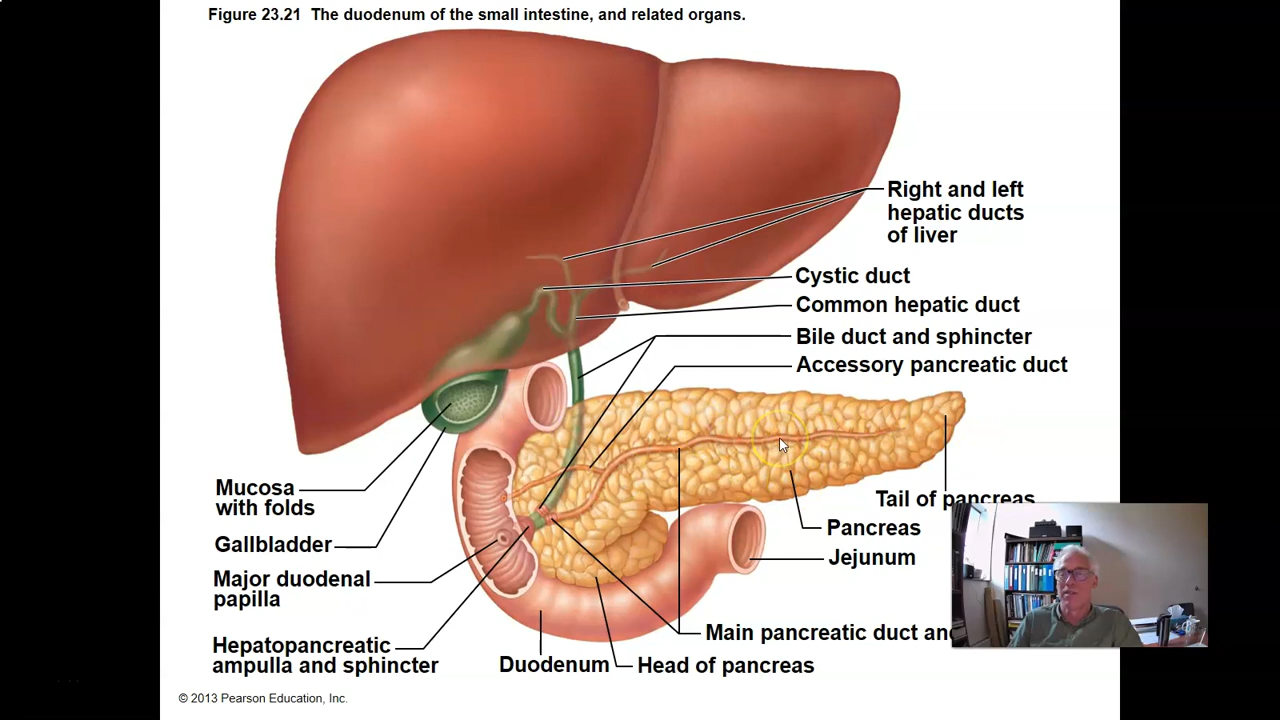 Figure 23.21 The duodenum of the small intestine, and related organs.
Right and left
hepatic ducts
of liver
Cystic duct
Common hepatic duct
Bile duct and sphincter
Accessory pancreatic duct
Mucosa
with folds
Tail of pancreas
Pancreas
Gallbladder
Jejunum
Major duodenal
papilla
Main pancreatic duct and
Hepatopancreatic
ampulla and sphincter
Duodenum
Head of pancreas
© 2013 Pearson Education, Inc.